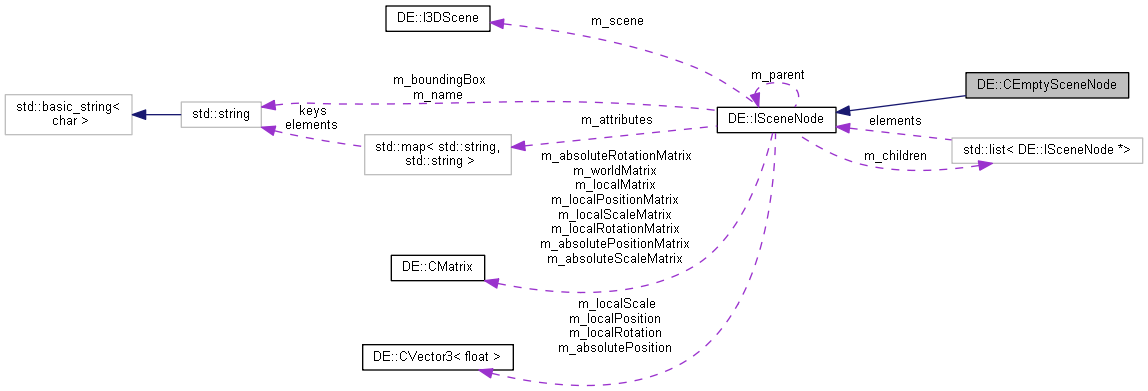 DE::I3DScene
m_scene
m_parent
DE::CEmptySceneNode
m_boundingBox
m_name
std::basic_string<
char >
std::string
keys
elements
DE::ISceneNode
elements
m_attributes
std::map< std::string,
std::string >
std::list< DE::ISceneNode *>
m_children
m_absoluteRotationMatrix
m_worldMatrix
m_localMatrix
m_localPositionMatrix
m_localScaleMatrix
m_localRotationMatrix
m_absolutePositionMatrix
m_absoluteScaleMatrix
DE::CMatrix
m_localScale
m_localPosition
m_localRotation
m_absolutePosition
DE::CVector3< float >